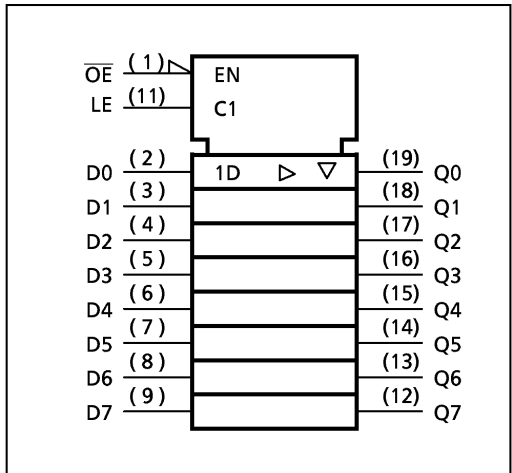 OE ( 1 ) EN
LE (11) C1
D0 ( 2 ) 1D (19) Q0
D1 ( 3 ) (18) Q1
D2 ( 4 ) (17) Q2
D3 ( 5 ) (16) Q3
D4 ( 6 ) (15) Q4
D5 ( 7 ) (14) Q5
D6 ( 8 ) (13) Q6
D7 ( 9 ) (12) Q7